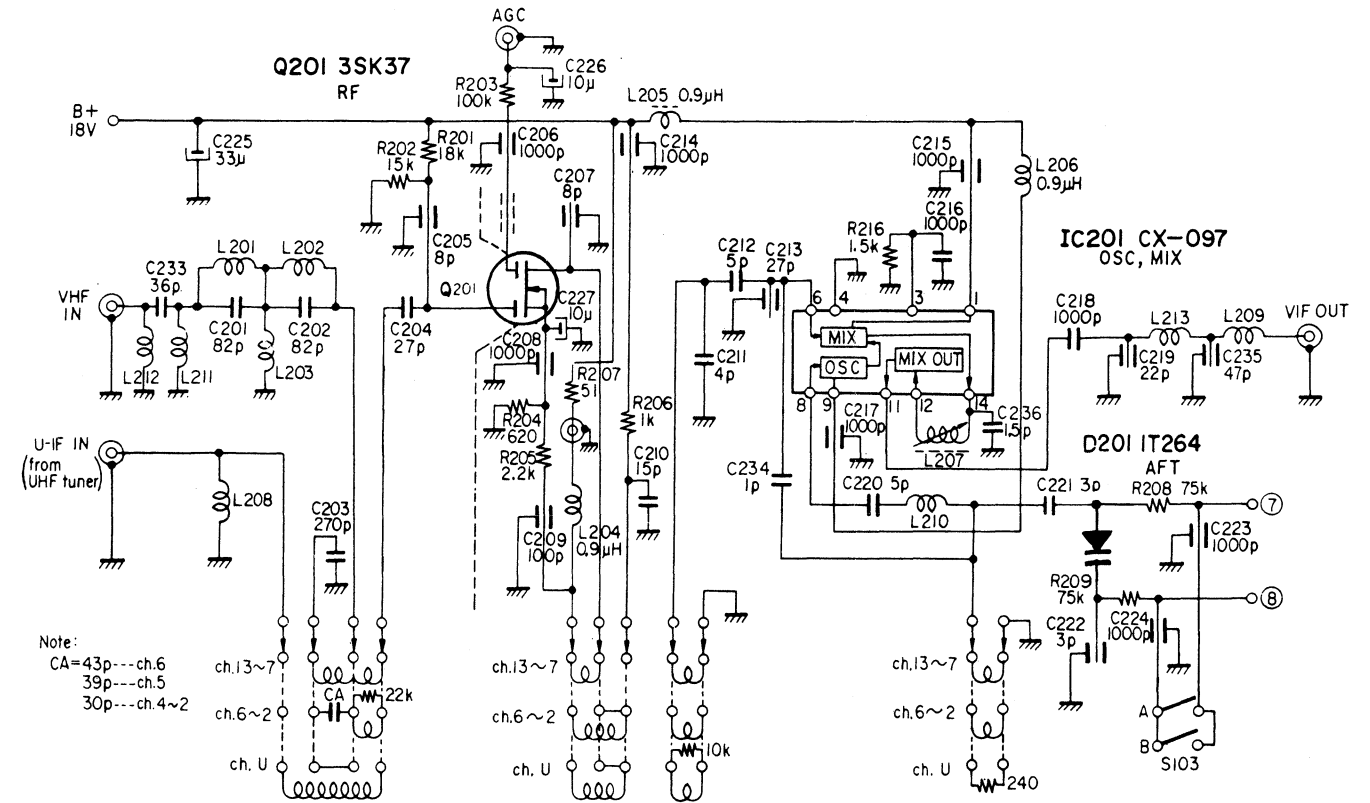 AGC
Q201 3SK37
RF
R203
100k
C226
10μ
L205 0.9μH
B+
18V
C225
33μ
R202
15k
R201
18k
C206
1000p
C214
1000p
C215
1000p
L206
0.9μH
C207
8p
C205
8p
C216
1000p
R216
1.5k
IC201 CX-097
OSC, MIX
L201
L202
C233
36p
VHF
IN
C201
82p
C202
82p
L212
L211
L203
C204
27p
Q201
C227
10μ
C208
1000p
C212
5p
C213
27p
6
4
3
1
MIX
OSC
MIX OUT
8
9
11
12
14
C211
4p
C218
1000p
L213
L209
VIF OUT
C219
22p
C235
47p
R207
51
R204
620
R205
2.2k
R206
1k
C210
15p
C217
1000p
L207
C236
1.5p
U-IF IN
(from
UHF tuner)
L208
C203
270p
C209
100p
L204
0.9μH
C234
1p
C220 5p
L210
D201 1T264
AFT
C221 3p
R208 75k
7
C223
1000p
R209
75k
8
C222
3p
C224
1000p
Note:
CA=43p---ch.6
39p---ch.5
30p---ch.4~2
ch.13~7
CA
22k
ch.6~2
ch. U
ch.13~7
ch.6~2
10k
ch. U
ch.13~7
ch.6~2
ch. U
240
A
B
S103